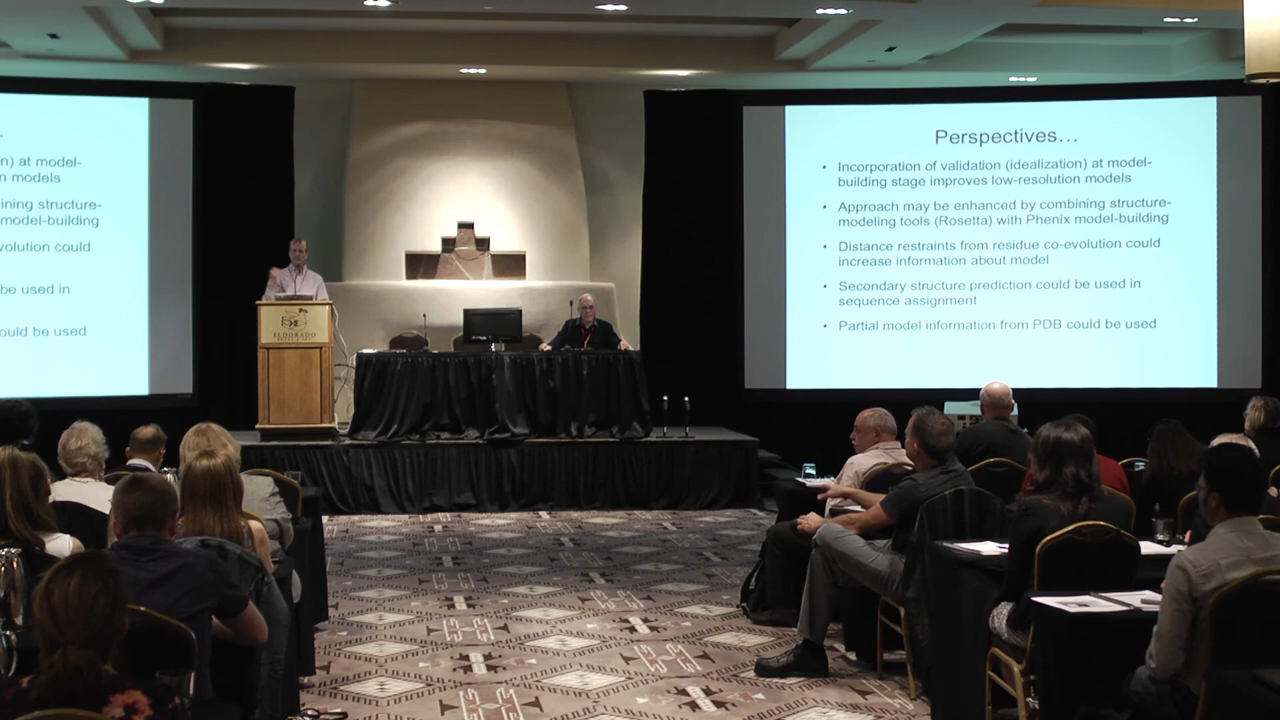 n) at model-
n models
ining structure-
model-building
volution could
be used in
ould be used
ELDORADO
Perspectives…
• Incorporation of validation (idealization) at model-
building stage improves low-resolution models
• Approach may be enhanced by combining structure-
modeling tools (Rosetta) with Phenix model-building
• Distance restraints from residue co-evolution could
increase information about model
• Secondary structure prediction could be used in
sequence assignment
• Partial model information from PDB could be used